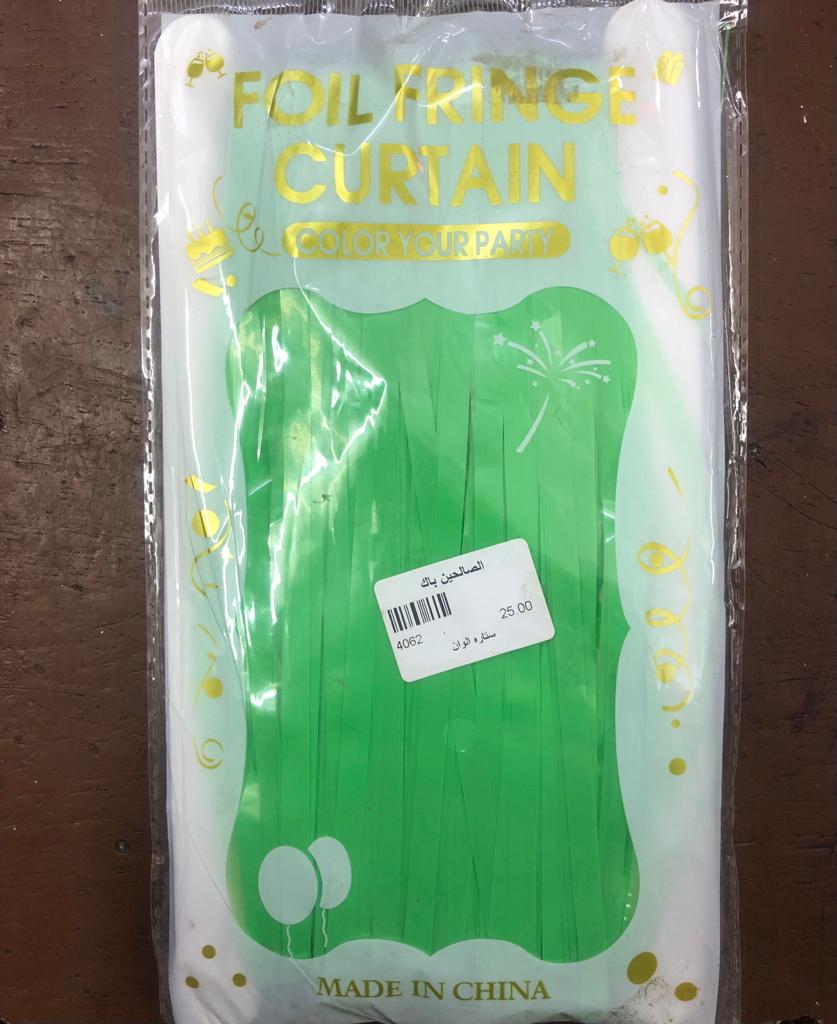 FOIL FRINGE
CURTAIN
COLOR YOUR PARTY
الصالحين باك
25.00
4062
ستاره الوان
MADE IN CHINA